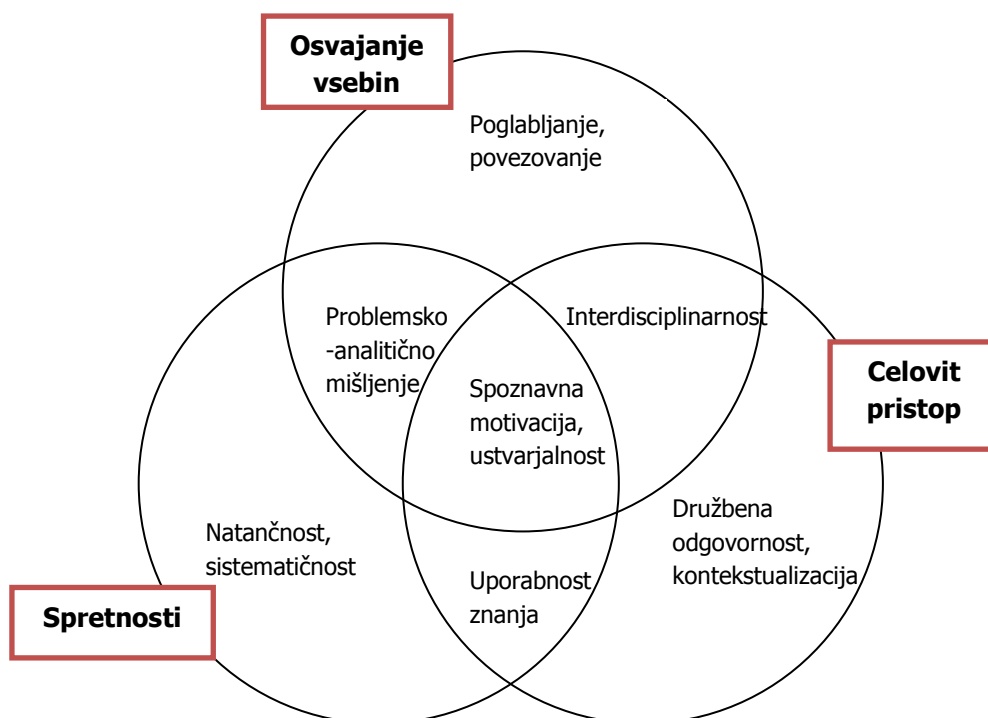 Osvajanje
vsebin
Poglabljanje,
povezovanje
Problemsko
-analitično
mišljenje
Interdisciplinarnost
Spoznavna
motivacija,
ustvarjalnost
Celovit
pristop
Natančnost,
sistematičnost
Družbena
odgovornost,
kontekstualizacija
Uporabnost
znanja
Spretnosti